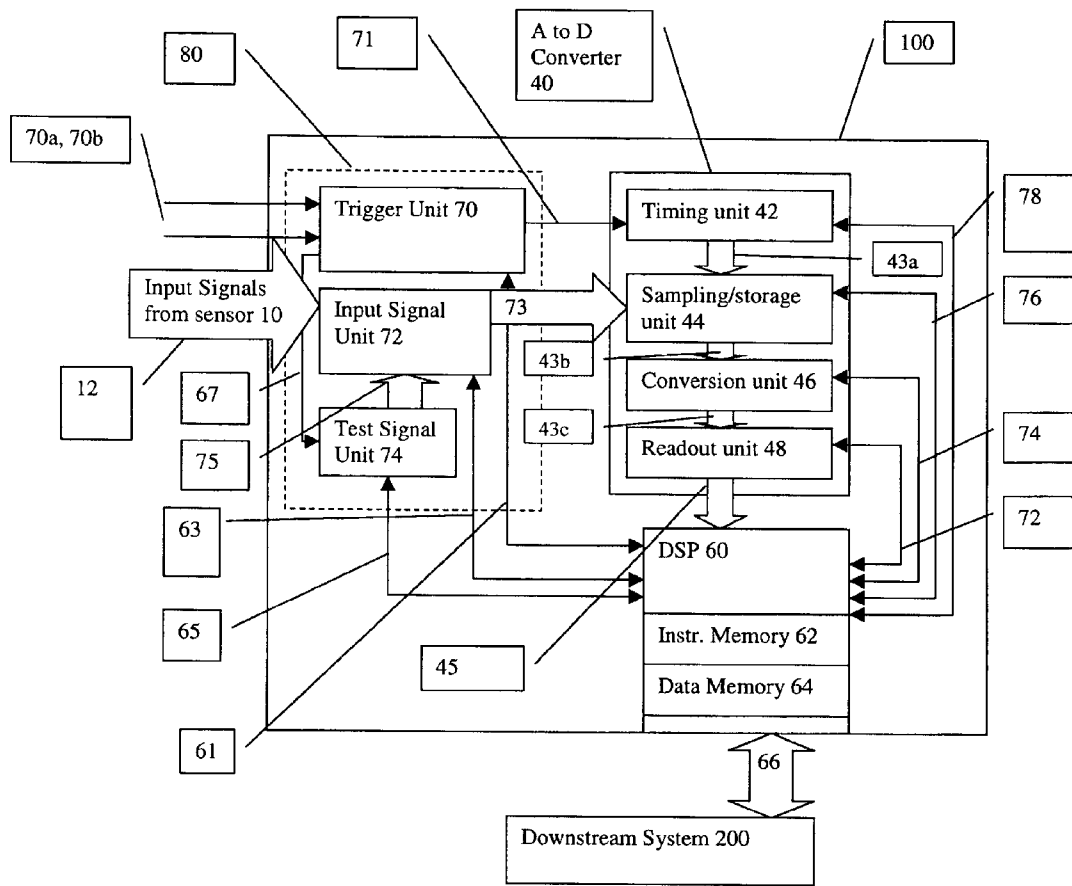 71
A to D
Converter
40
80
100
70a, 70b
Trigger Unit 70
Timing unit 42
78
43a
Input Signals
from sensor 10
Input Signal
Unit 72
73
Sampling/storage
unit 44
76
43b
12
67
Conversion unit 46
43c
Test Signal
Unit 74
Readout unit 48
74
75
63
72
DSP 60
65
Instr. Memory 62
45
Data Memory 64
61
66
Downstream System 200